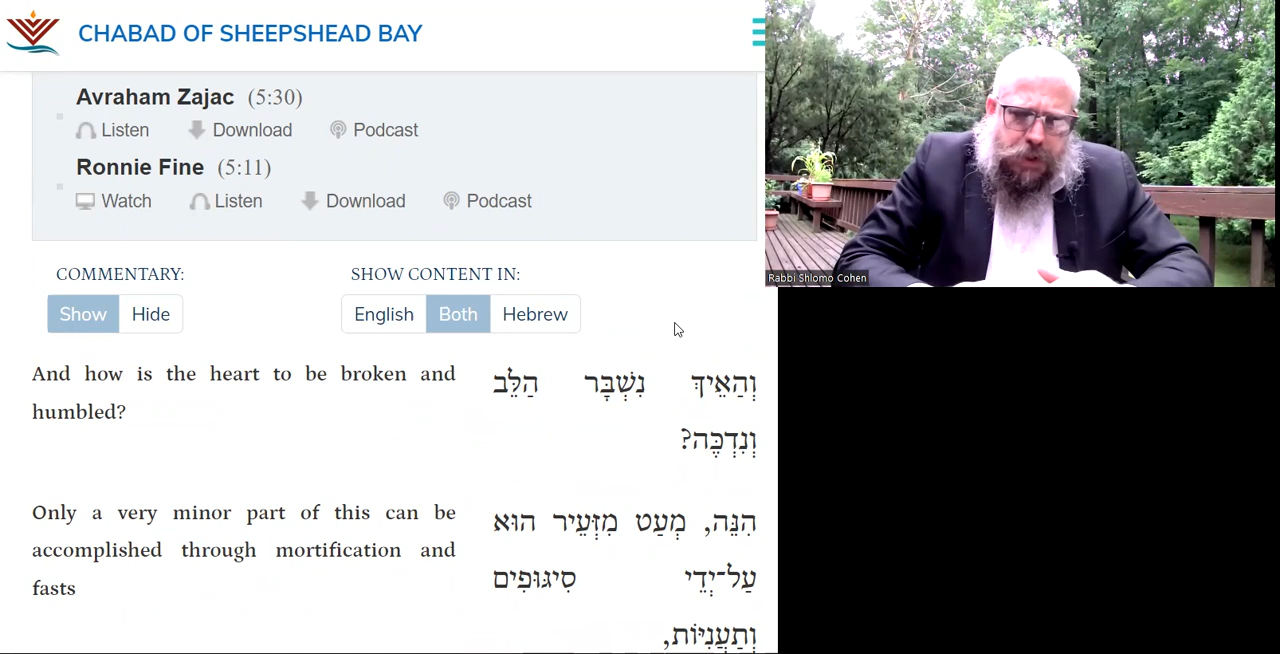 CHABAD OF SHEEPSHEAD BAY
Avraham Zajac (5:30)
Listen Download Podcast
Ronnie Fine (5:11)
Watch Listen Download Podcast
COMMENTARY: SHOW CONTENT IN:
Show Hide English Both Hebrew
And how is the heart to be broken and
humbled?
וְהַאֵיךְ נִשְׁבָּר הַלֵּב
וְנִדְכֶּה?
Only a very minor part of this can be
accomplished through mortification and
fasts
הִנֵּה, מְעַט מִזְּעֵיר הוּא
עַל־יְדֵי סִיגּוּפִים
וְתַעֲנִיּוֹת,
Rabbi Shlomo Cohen